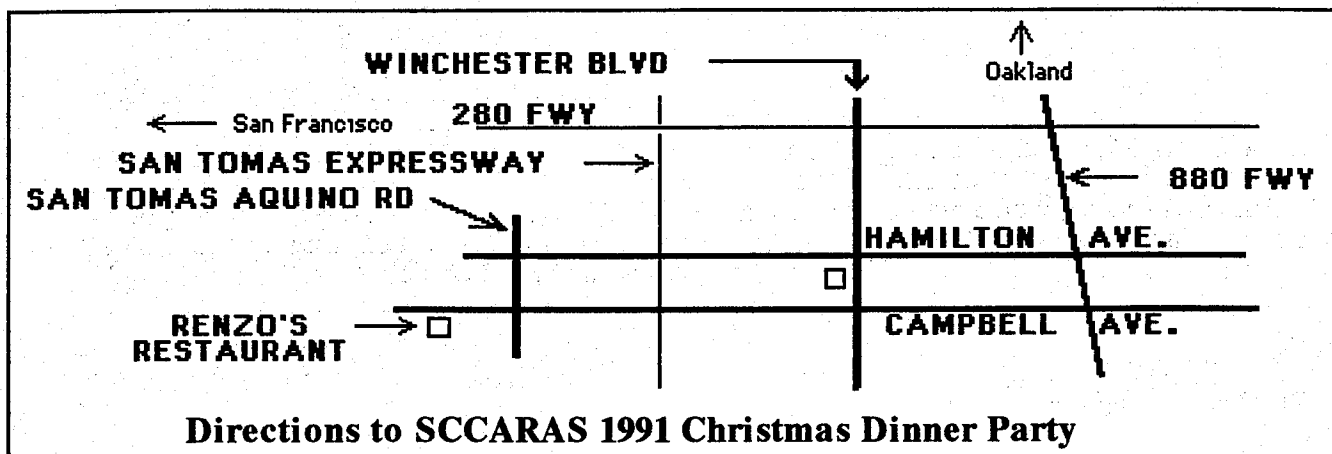 WINCHESTER BLVD
Oakland
San Francisco
280 FWY
SAN TOMAS EXPRESSWAY
880 FWY
SAN TOMAS AQUINO RD
HAMILTON AVE.
RENZO'S
RESTAURANT
CAMPBELL AVE.
Directions to SCCARAS 1991 Christmas Dinner Party